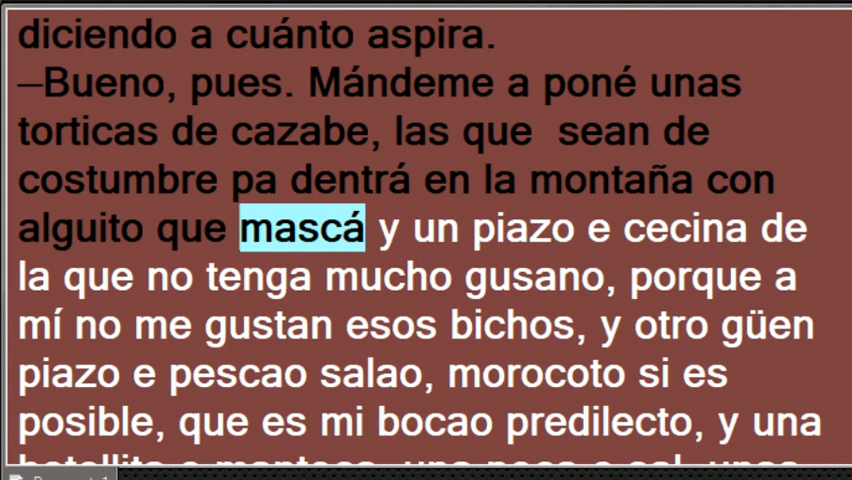 diciendo a cuánto aspira.
—Bueno, pues. Mándeme a poné unas
torticas de cazabe, las que  sean de
costumbre pa dentrá en la montaña con
alguito que mascá y un piazo e cecina de
la que no tenga mucho gusano, porque a
mí no me gustan esos bichos, y otro güen
piazo e pescao salao, morocoto si es
posible, que es mi bocao predilecto, y una